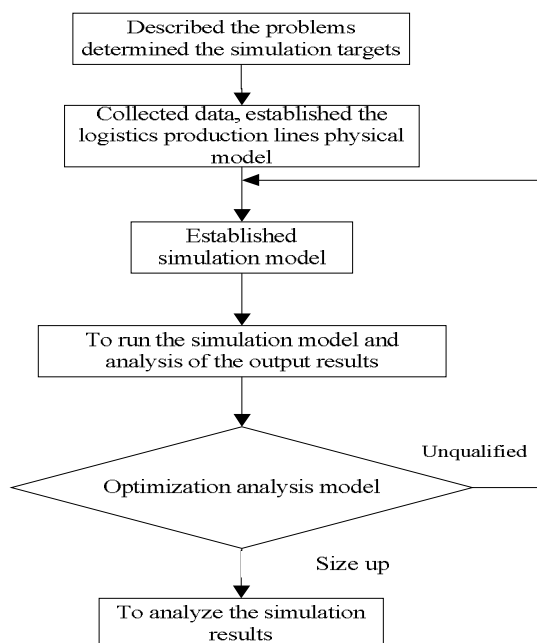 Described the problems
determined the simulation targets
Collected data, established the
logistics production lines physical
model
Established
simulation model
To run the simulation model and
analysis of the output results
Unqualified
Optimization analysis model
Size up
To analyze the simulation
results